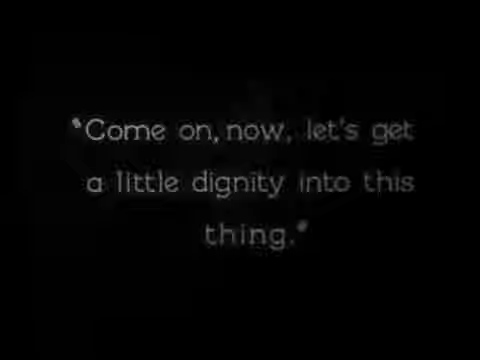 "Come on, now, let's get
a little dignity into this
thing."